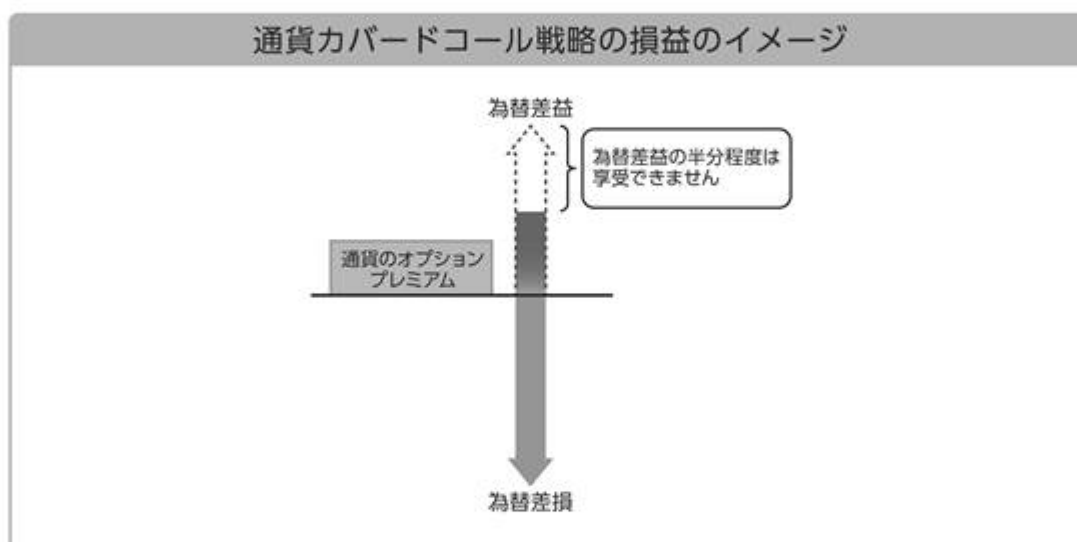 通貨カバードコール戦略の損益のイメージ
為替差益
為替差益の半分程度は
享受できません
通貨のオプション
プレミアム
為替差損